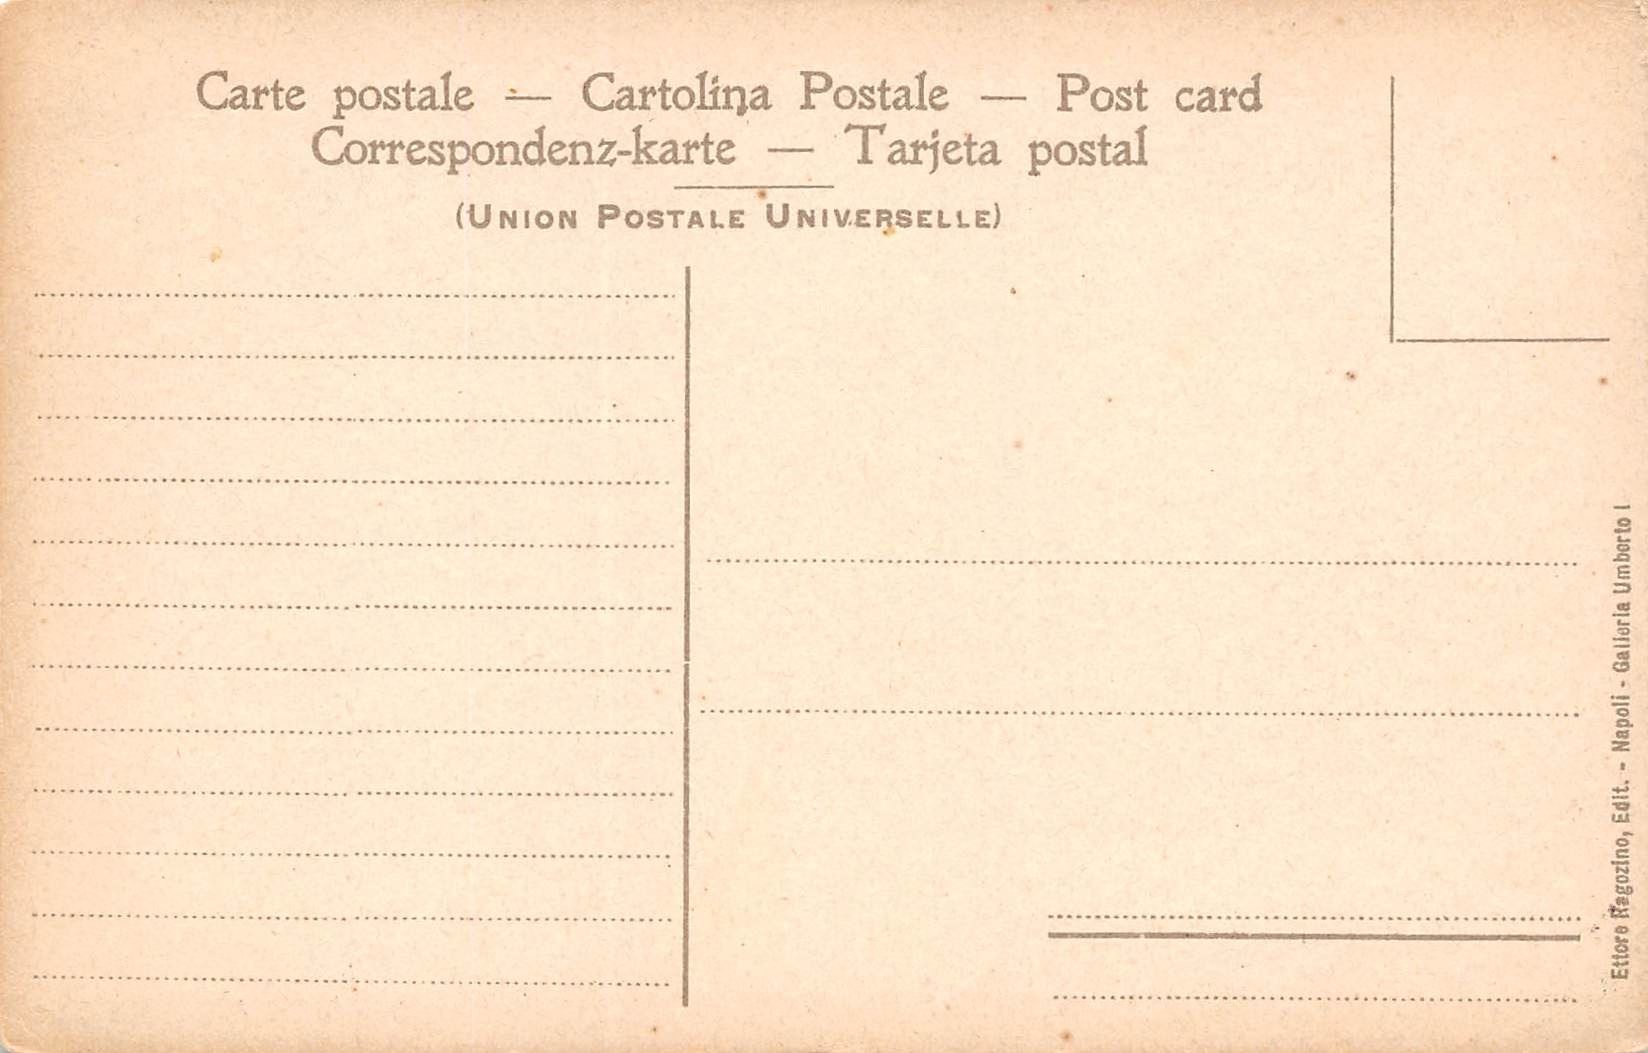 Carte postale — Cartolina Postale — Post card
Correspondenz-karte — Tarjeta postal
(UNION POSTALE UNIVERSELLE)
Ettore Ragozino, Edit. - Napoli - Galleria Umberto I